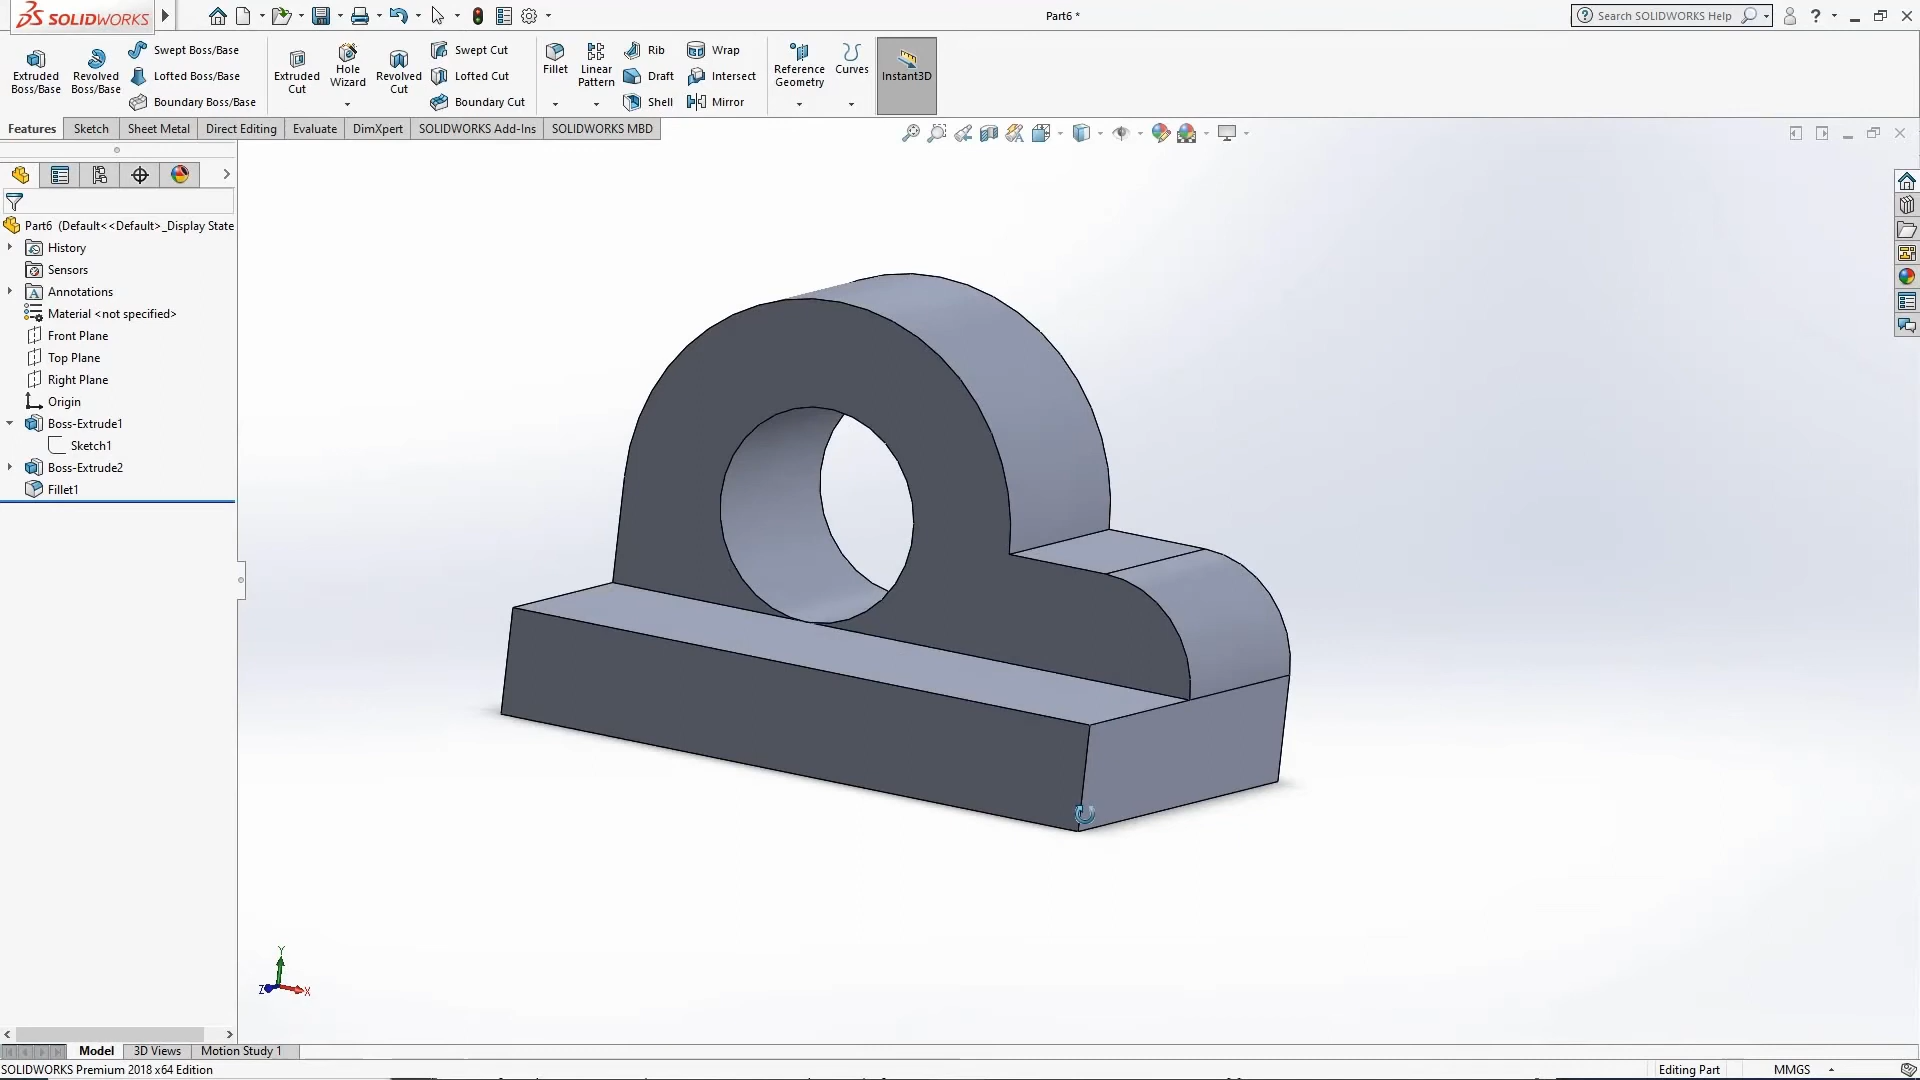 SOLIDWORKS
Part6 *
Search SOLIDWORKS Help
Extruded Boss/Base
Revolved Boss/Base
Swept Boss/Base
Lofted Boss/Base
Boundary Boss/Base
Extruded Cut
Hole Wizard
Revolved Cut
Swept Cut
Lofted Cut
Boundary Cut
Fillet
Linear Pattern
Rib
Draft
Shell
Wrap
Intersect
Mirror
Reference Geometry
Curves
Instant3D
Features
Sketch
Sheet Metal
Direct Editing
Evaluate
DimXpert
SOLIDWORKS Add-Ins
SOLIDWORKS MBD
Part6 (Default<<Default>_Display State
History
Sensors
Annotations
Material <not specified>
Front Plane
Top Plane
Right Plane
Origin
Boss-Extrude1
Sketch1
Boss-Extrude2
Fillet1
Y
Z
X
Model
3D Views
Motion Study 1
SOLIDWORKS Premium 2018 x64 Edition
Editing Part
MMGS